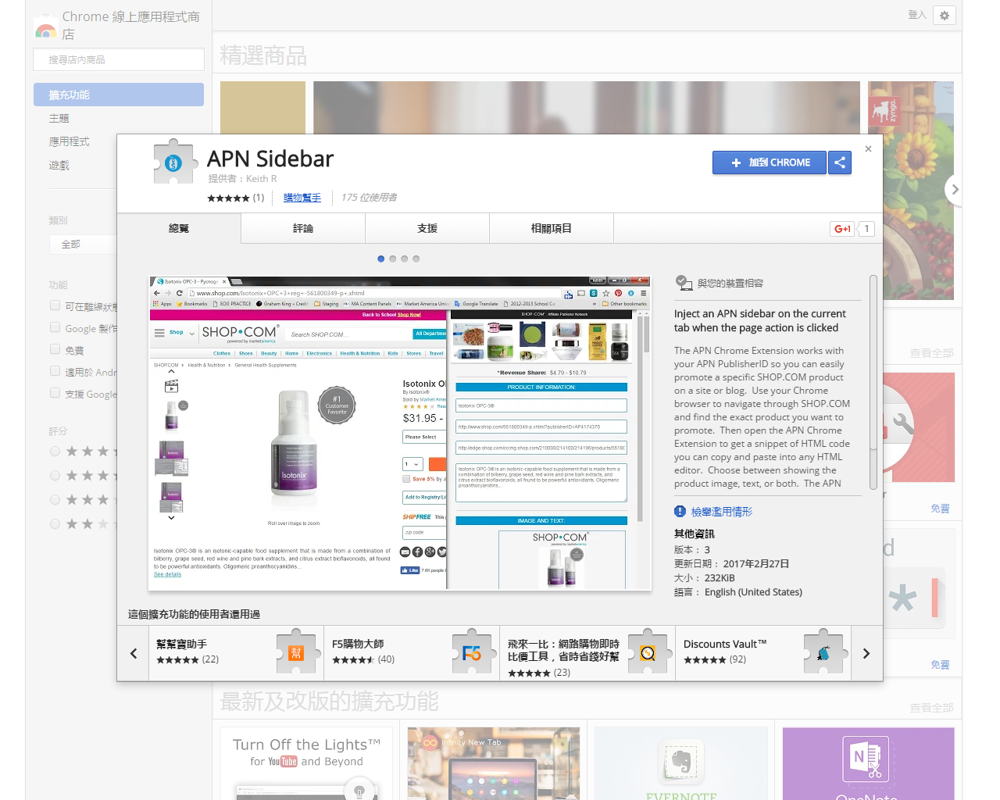 Chrome 線上應用程式商
店
登入
搜尋店內商品
精選商品
擴充功能
主題
應用程式
遊戲
zynga
類別
全部
功能
可在離線狀態
Google 製作
免費
適用於 Andr
支援 Google
評分
APN Sidebar
提供者：Keith R
(1)
購物幫手
175 位使用者
加到 CHROME
總覽
評論
支援
相關項目
G+1
1
Isotonix OPC-3 - Pycnoge
Keith
www.shop.com/Isotonix+OPC+3+reg+-561800349-p+.xhtml
Apps
Bookmarks
EOG PRACTICE
Graham King » Credit
Staging
MA Content Panels
Market America Univ
Google Translate
2012-2013 School Ca
Other bookmarks
Back to School Shop Now!
SHOP•COM® Affiliate Publisher Network
Shop
SHOP•COM®
powered by marketamerica
Search SHOP.COM...
All Departme
Clothes
Shoes
Beauty
Home
Electronics
Health & Nutrition
Kids
Stores
Travel
SHOP.COM > Health & Nutrition > General Health Supplements
#1
Customer
Favorite
Isotonix
Roll over image to zoom
Isotonix OPC-3® is an isotonic-capable food supplement that is made from a combination of
bilberry, grape seed, red wine and pine bark extracts, and citrus extract bioflavonoids, all found
to be powerful antioxidants. Oligomeric proanthocyanidins...
See details
Isotonix O
By Isotonix®
Sold by Market Ame
$31.95 -
Please Select
1
Save 5% by a
Add to Registry/Li
SHIPFREE This
zip code
Like
7.6K people
*Revenue Share: $4.79 - $10.79
PRODUCT INFORMATION:
Isotonix OPC-3®
http://www.shop.com/561800349-p.xhtml?publisherID=AP4174370
http://edge.shop.com/ccimg.shop.com/210000/214100/214196/products/5618
Isotonix OPC-3® is an isotonic-capable food supplement that is made from a
combination of bilberry, grape seed, red wine and pine bark extracts, and
citrus extract bioflavonoids, all found to be powerful antioxidants. Oligomeric
proanthocyanidins...
IMAGE AND TEXT:
SHOP•COM®
powered by marketamerica
與您的裝置相容
Inject an APN sidebar on the current
tab when the page action is clicked
The APN Chrome Extension works with
your APN PublisherID so you can easily
promote a specific SHOP.COM product
on a site or blog. Use your Chrome
browser to navigate through SHOP.COM
and find the exact product you want to
promote. Then open the APN Chrome
Extension to get a snippet of HTML code
you can copy and paste into any HTML
editor. Choose between showing the
product image, text, or both. The APN
檢舉濫用情形
其他資訊
版本： 3
更新日期： 2017年2月27日
大小： 232KiB
語言： English (United States)
查看全部
r
免費
d
免費
這個擴充功能的使用者還用過
幫幫寶助手
(22)
幫
F5購物大師
(40)
F5
飛來一比：網路購物即時
比價工具，省時省錢好幫
(23)
Discounts Vault™
(92)
最新及改版的擴充功能
查看全部
Turn Off the Lights™
for YouTube and Beyond
Infinity New Tab
EVERNOTE
N
OneNote